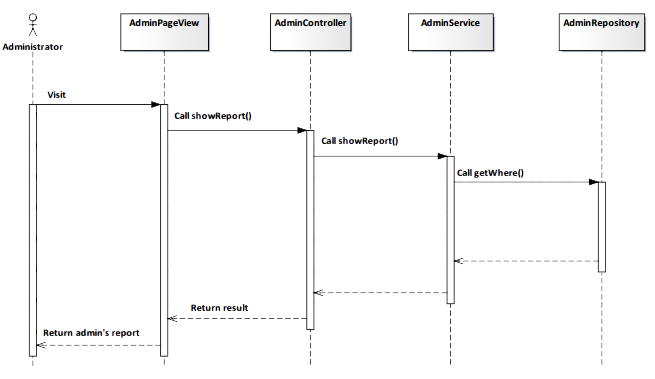 AdminPageView
AdminController
AdminService
AdminRepository
Administrator
Visit
Call showReport()
Call showReport()
Call getWhere()
Return result
Return admin's report